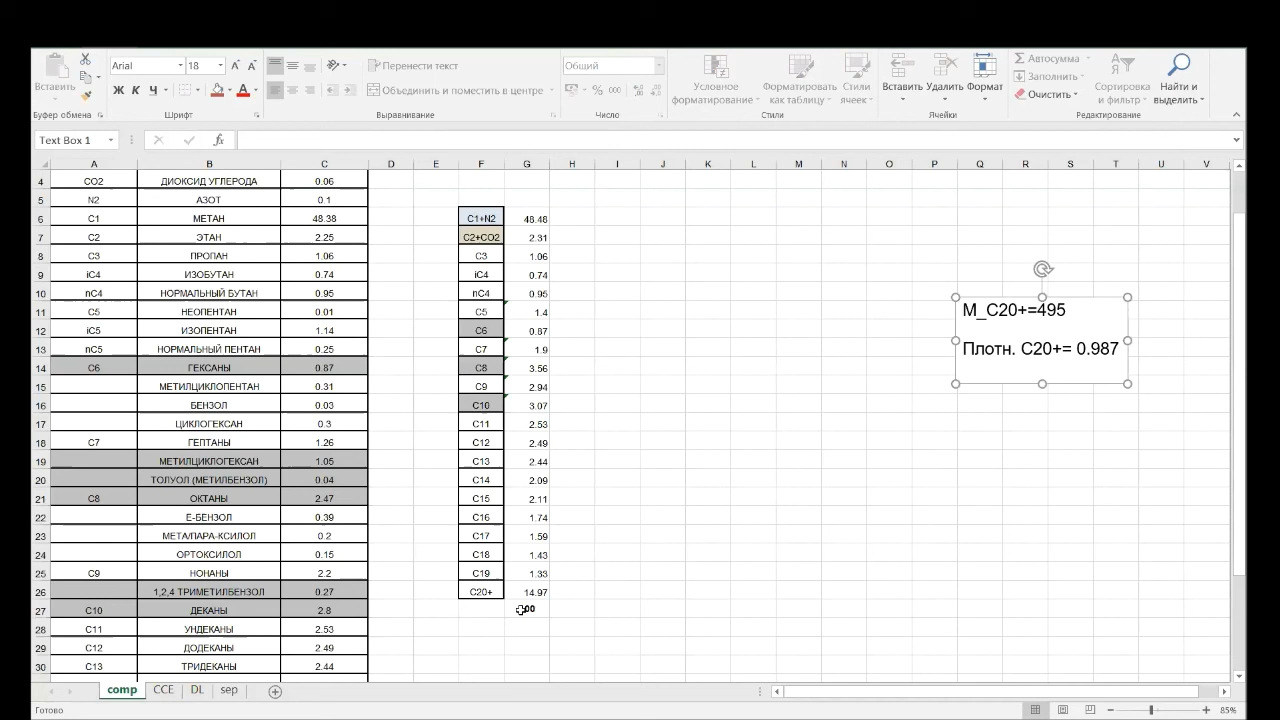 Вставить
Буфер обмена
Arial 18
Ж К Ч
Шрифт
Перенести текст
Объединить и поместить в центре
Выравнивание
Общий
% 000
Число
Условное форматирование
Форматировать как таблицу
Стили ячеек
Стили
Вставить Удалить Формат
Ячейки
Автосумма
Заполнить
Очистить
Сортировка и фильтр
Найти и выделить
Редактирование
Text Box 1 fx
A B C D E F G H I J K L M N O P Q R S T U V
4 CO2 ДИОКСИД УГЛЕРОДА 0.06
5 N2 АЗОТ 0.1
6 C1 МЕТАН 48.38 C1+N2 48.48
7 C2 ЭТАН 2.25 C2+CO2 2.31
8 C3 ПРОПАН 1.06 C3 1.06
9 iC4 ИЗОБУТАН 0.74 iC4 0.74
10 nC4 НОРМАЛЬНЫЙ БУТАН 0.95 nC4 0.95
11 C5 НЕОПЕНТАН 0.01 C5 1.4
12 iC5 ИЗОПЕНТАН 1.14 C6 0.87
13 nC5 НОРМАЛЬНЫЙ ПЕНТАН 0.25 C7 1.9
14 C6 ГЕКСАНЫ 0.87 C8 3.56
15 МЕТИЛЦИКЛОПЕНТАН 0.31 C9 2.94
16 БЕНЗОЛ 0.03 C10 3.07
17 ЦИКЛОГЕКСАН 0.3 C11 2.53
18 C7 ГЕПТАНЫ 1.26 C12 2.49
19 МЕТИЛЦИКЛОГЕКСАН 1.05 C13 2.44
20 ТОЛУОЛ (МЕТИЛБЕНЗОЛ) 0.04 C14 2.09
21 C8 ОКТАНЫ 2.47 C15 2.11
22 Е-БЕНЗОЛ 0.39 C16 1.74
23 МЕТА/ПАРА-КСИЛОЛ 0.2 C17 1.59
24 ОРТОКСИЛОЛ 0.15 C18 1.43
25 C9 НОНАНЫ 2.2 C19 1.33
26 1,2,4 ТРИМЕТИЛБЕНЗОЛ 0.27 C20+ 14.97
27 C10 ДЕКАНЫ 2.8
28 C11 УНДЕКАНЫ 2.53
29 C12 ДОДЕКАНЫ 2.49
30 C13 ТРИДЕКАНЫ 2.44
M_C20+=495
Плотн. C20+= 0.987
comp CCE DL sep
Готово
85%